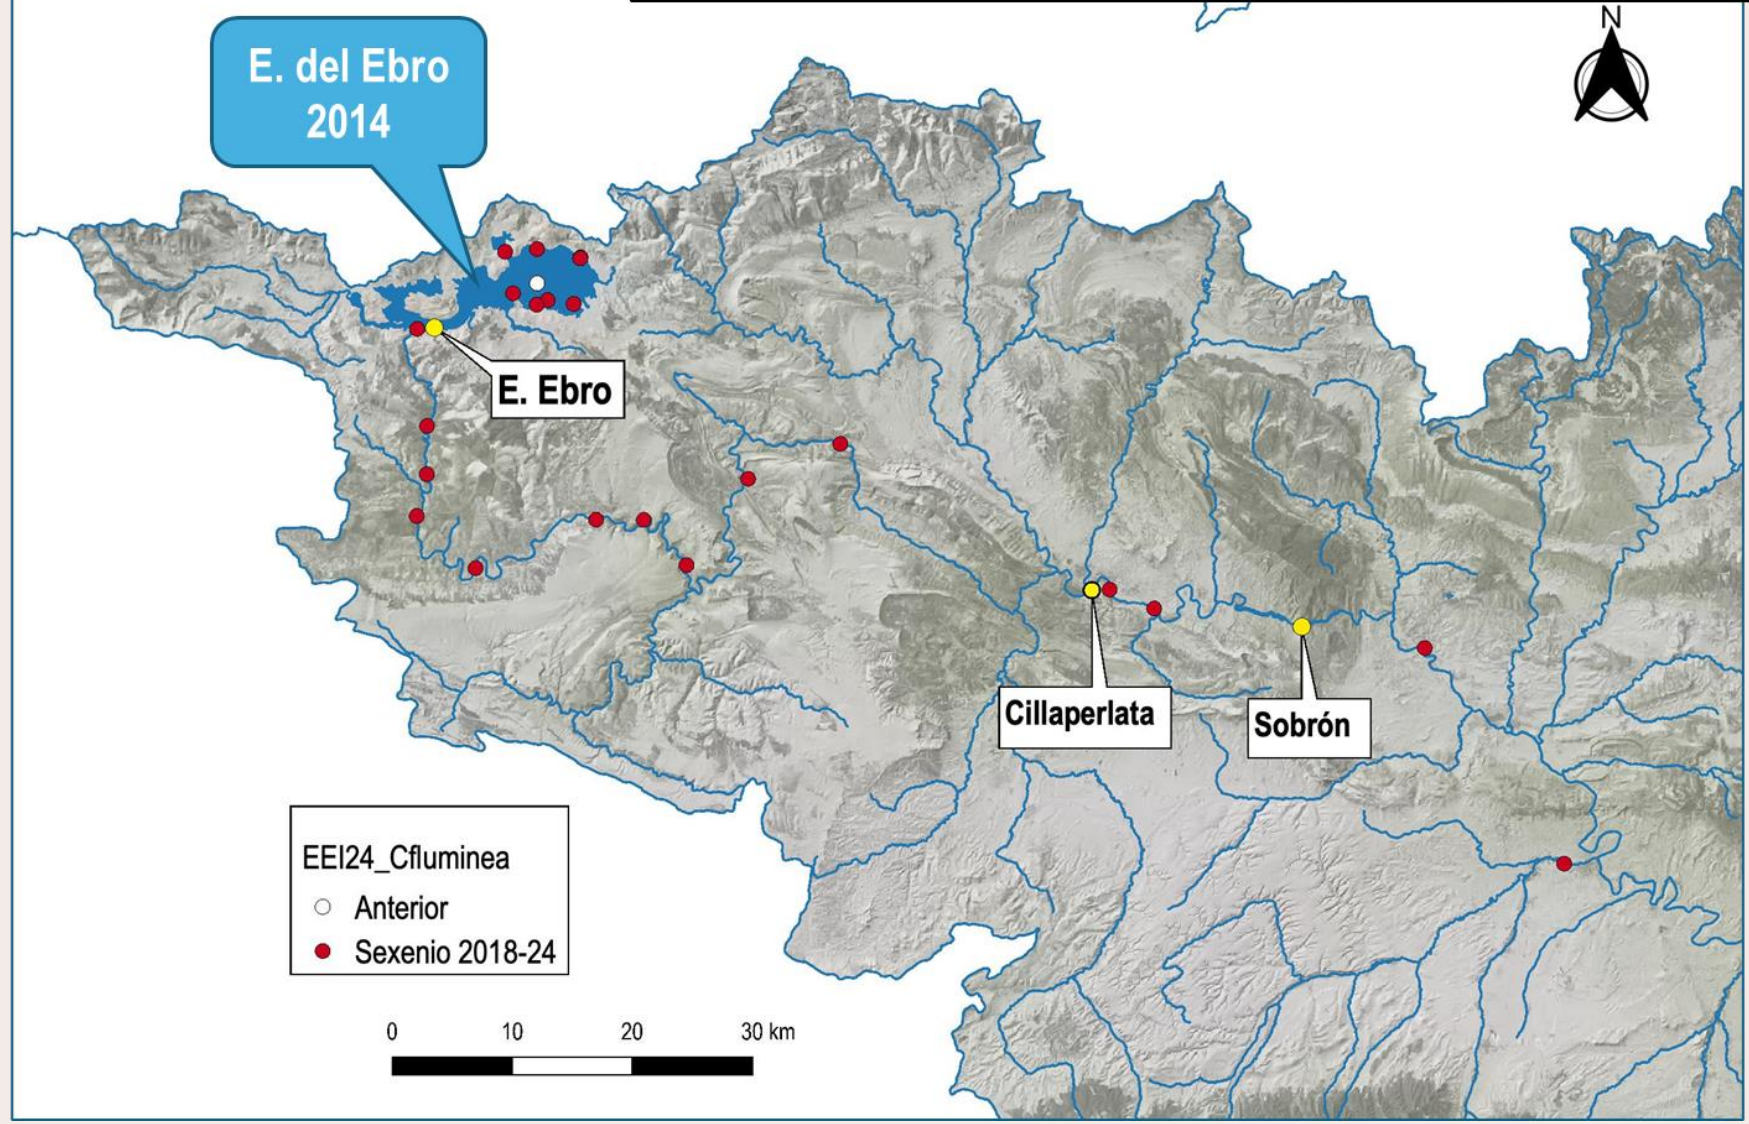 N
E. del Ebro
2014
E. Ebro
Cillaperlata
Sobrón
EEI24_Cfluminea
Anterior
Sexenio 2018-24
0 10 20 30 km